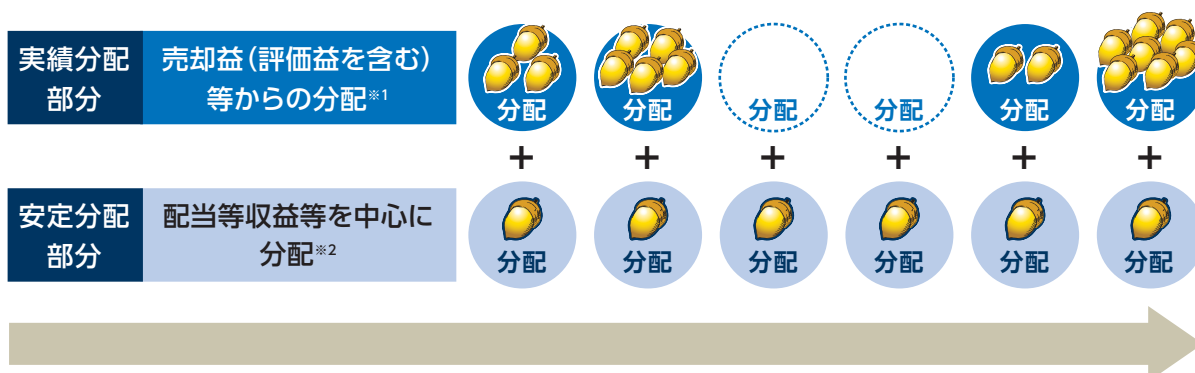 実績分配
部分
売却益（評価益を含む）
等からの分配※1
分配
分配
分配
分配
分配
分配
+
+
+
+
+
+
安定分配
部分
配当等収益等を中心に
分配※2
分配
分配
分配
分配
分配
分配